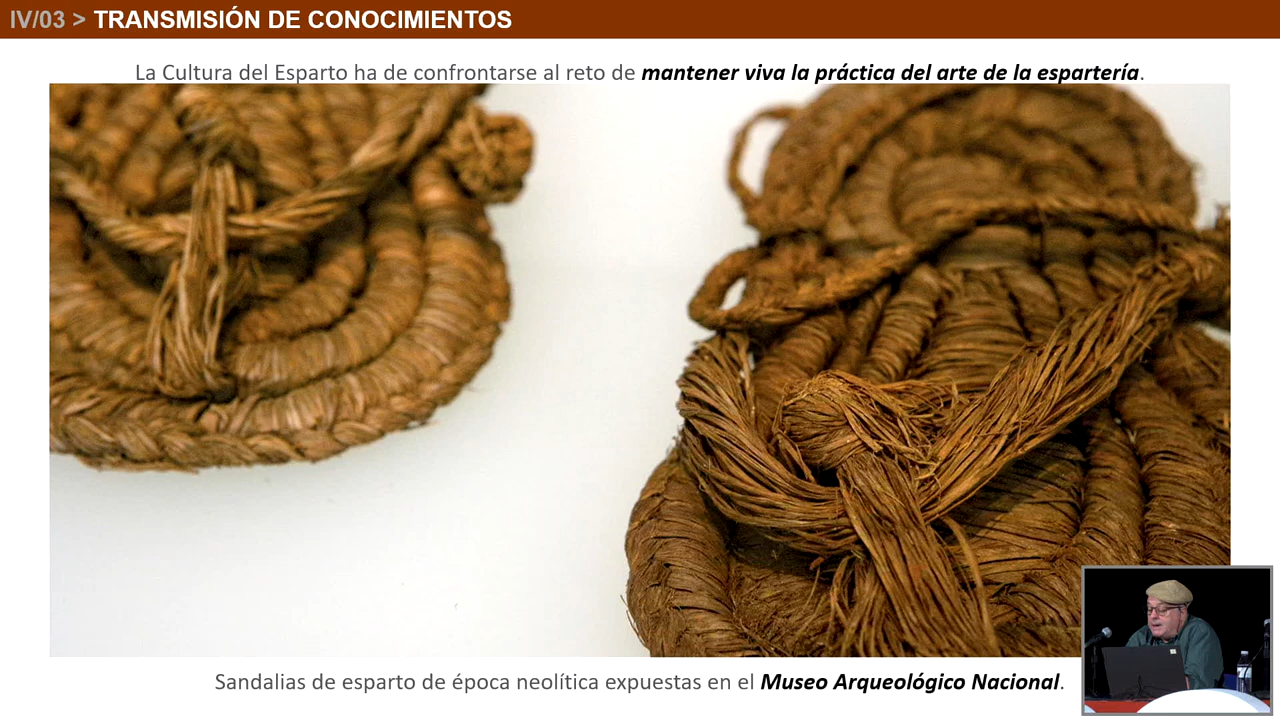 IV/03 > TRANSMISIÓN DE CONOCIMIENTOS
La Cultura del Esparto ha de confrontarse al reto de mantener viva la práctica del arte de la espartería.
Sandalias de esparto de época neolítica expuestas en el Museo Arqueológico Nacional.